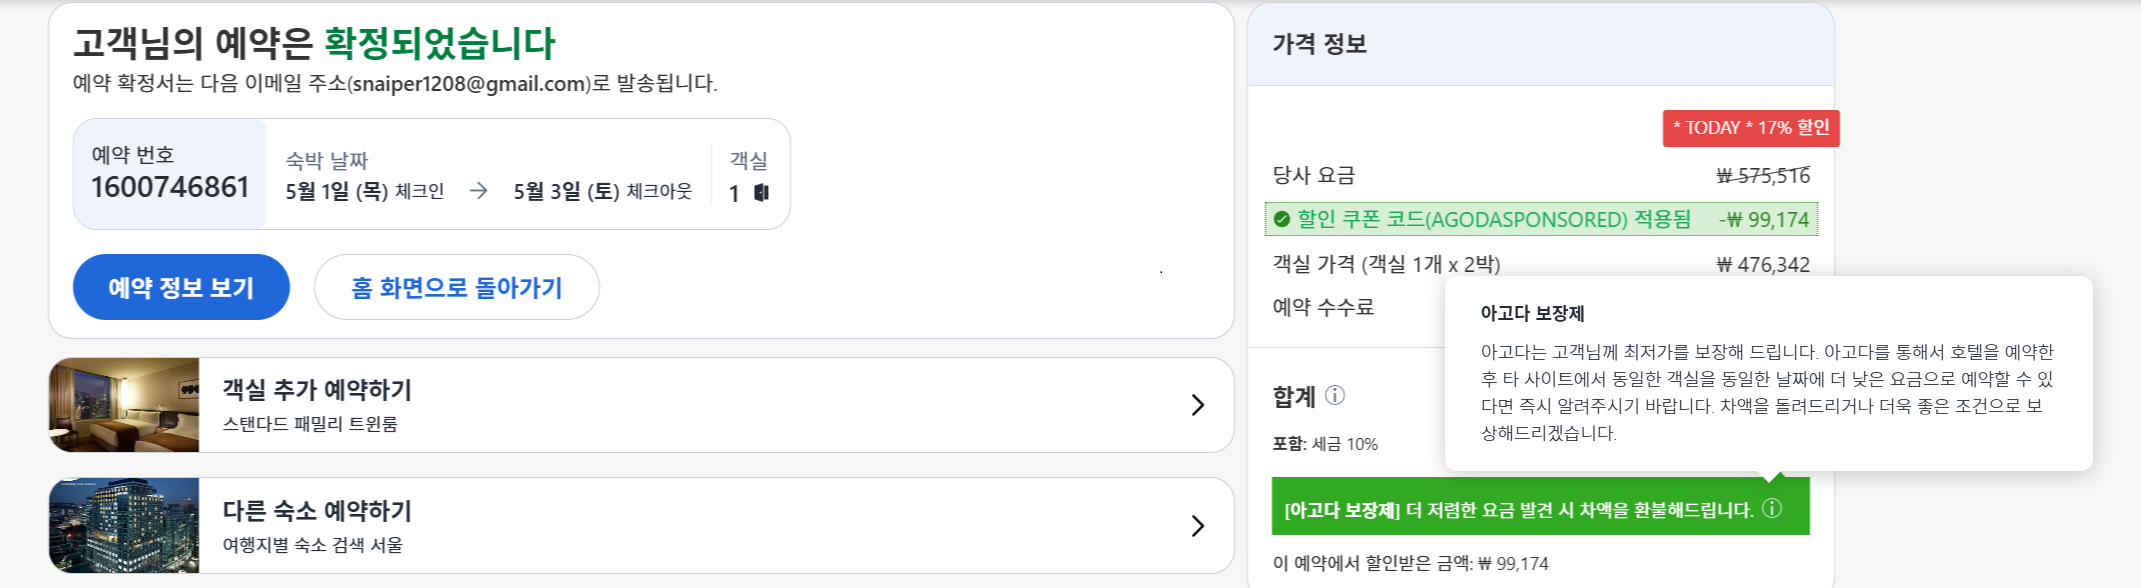 고객님의 예약은 확정되었습니다
예약 확정서는 다음 이메일 주소(snaiper1208@gmail.com)로 발송됩니다.
예약 번호
1600746861
숙박 날짜
5월 1일 (목) 체크인 → 5월 3일 (토) 체크아웃
객실
1
예약 정보 보기
홈 화면으로 돌아가기
객실 추가 예약하기
스탠다드 패밀리 트윈룸
다른 숙소 예약하기
여행지별 숙소 검색 서울
가격 정보
* TODAY * 17% 할인
당사 요금 ₩ 575,516
할인 쿠폰 코드(AGODASPONSORED) 적용됨 -₩ 99,174
객실 가격 (객실 1개 x 2박) ₩ 476,342
예약 수수료
아고다 보장제
아고다는 고객님께 최저가를 보장해 드립니다. 아고다를 통해서 호텔을 예약한
후 타 사이트에서 동일한 객실을 동일한 날짜에 더 낮은 요금으로 예약할 수 있
다면 즉시 알려주시기 바랍니다. 차액을 돌려드리거나 더욱 좋은 조건으로 보
상해드리겠습니다.
합계
포함: 세금 10%
[아고다 보장제] 더 저렴한 요금 발견 시 차액을 환불해드립니다.
이 예약에서 할인받은 금액: ₩ 99,174